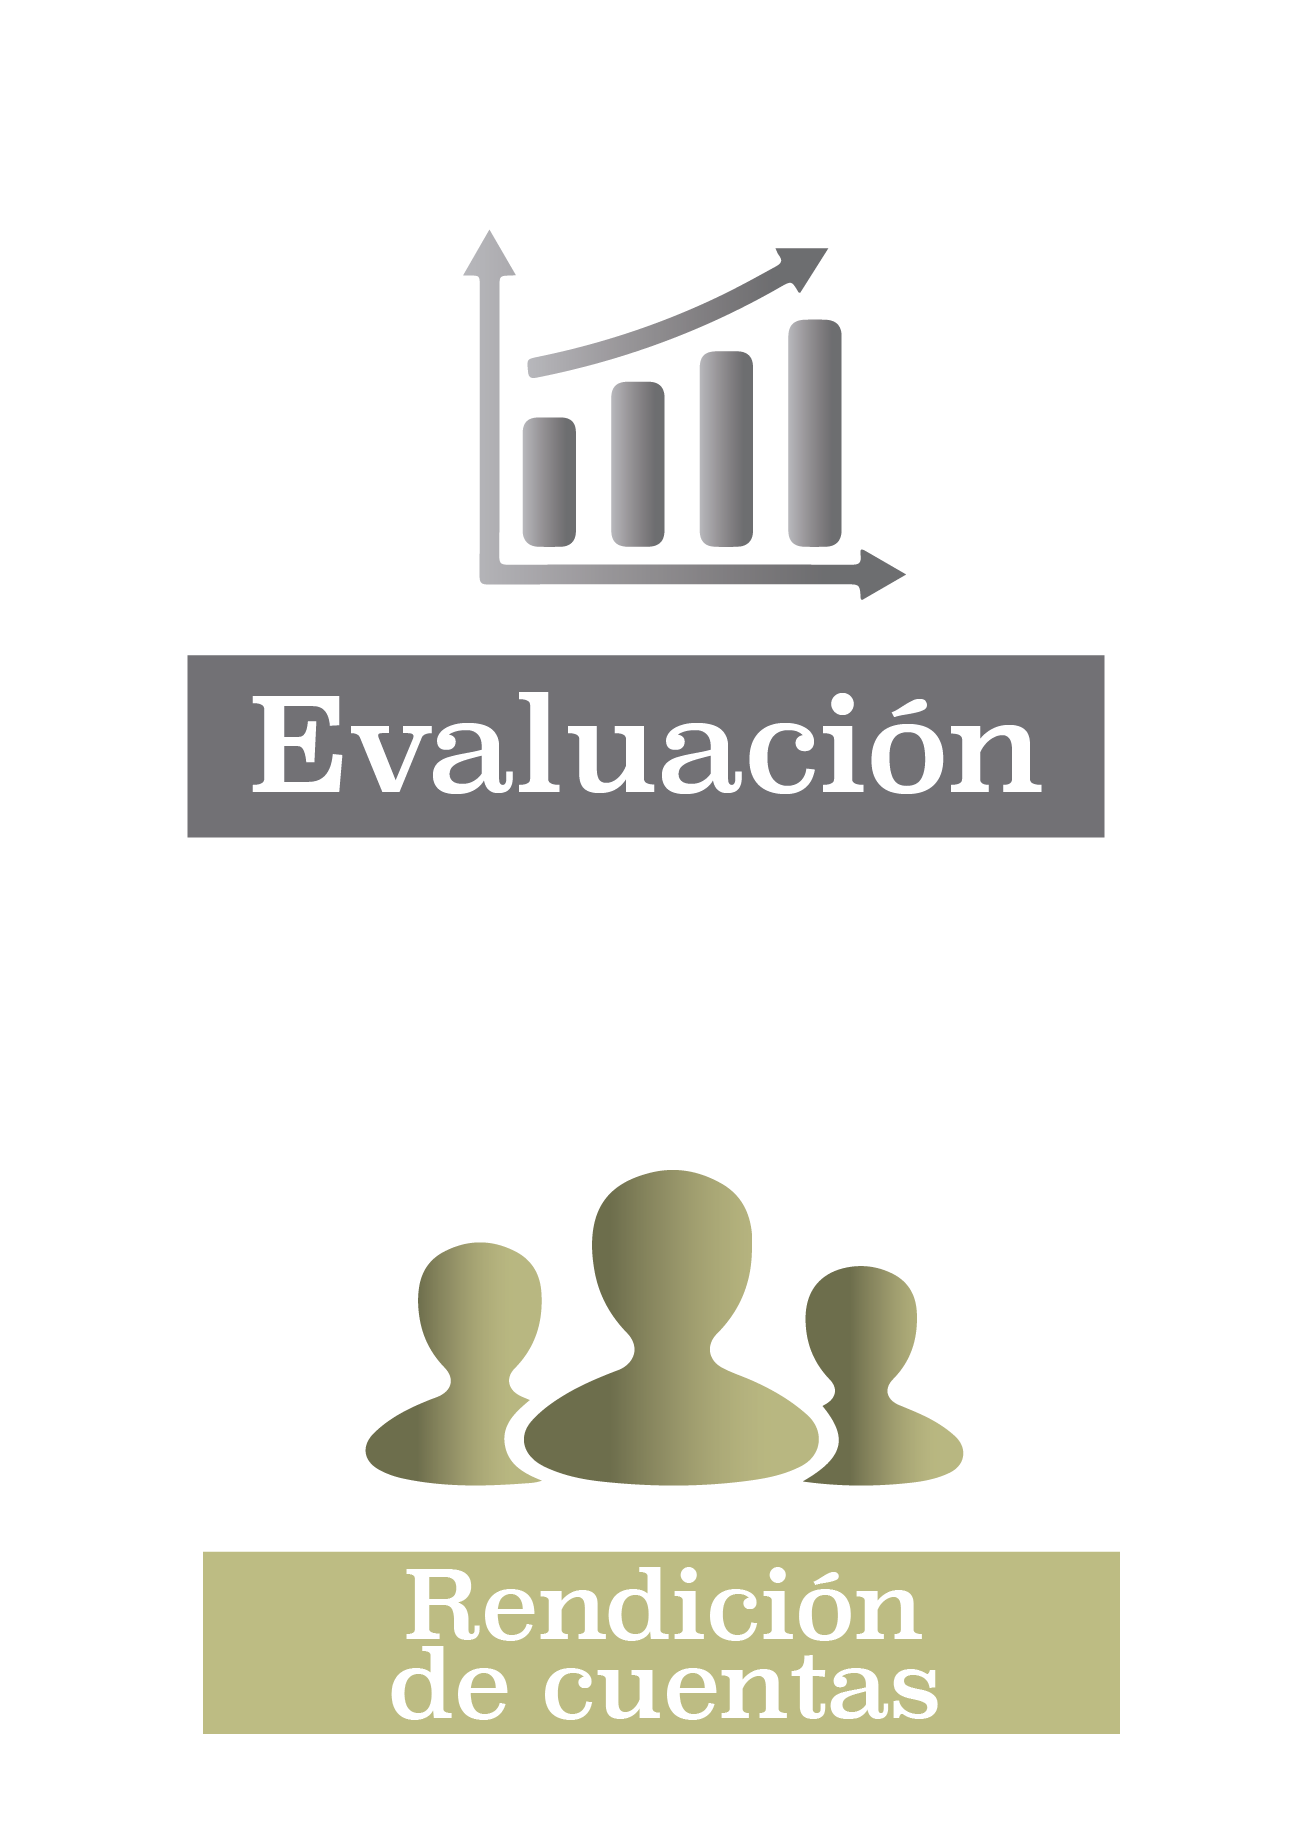 Evaluación
Rendición
de cuentas